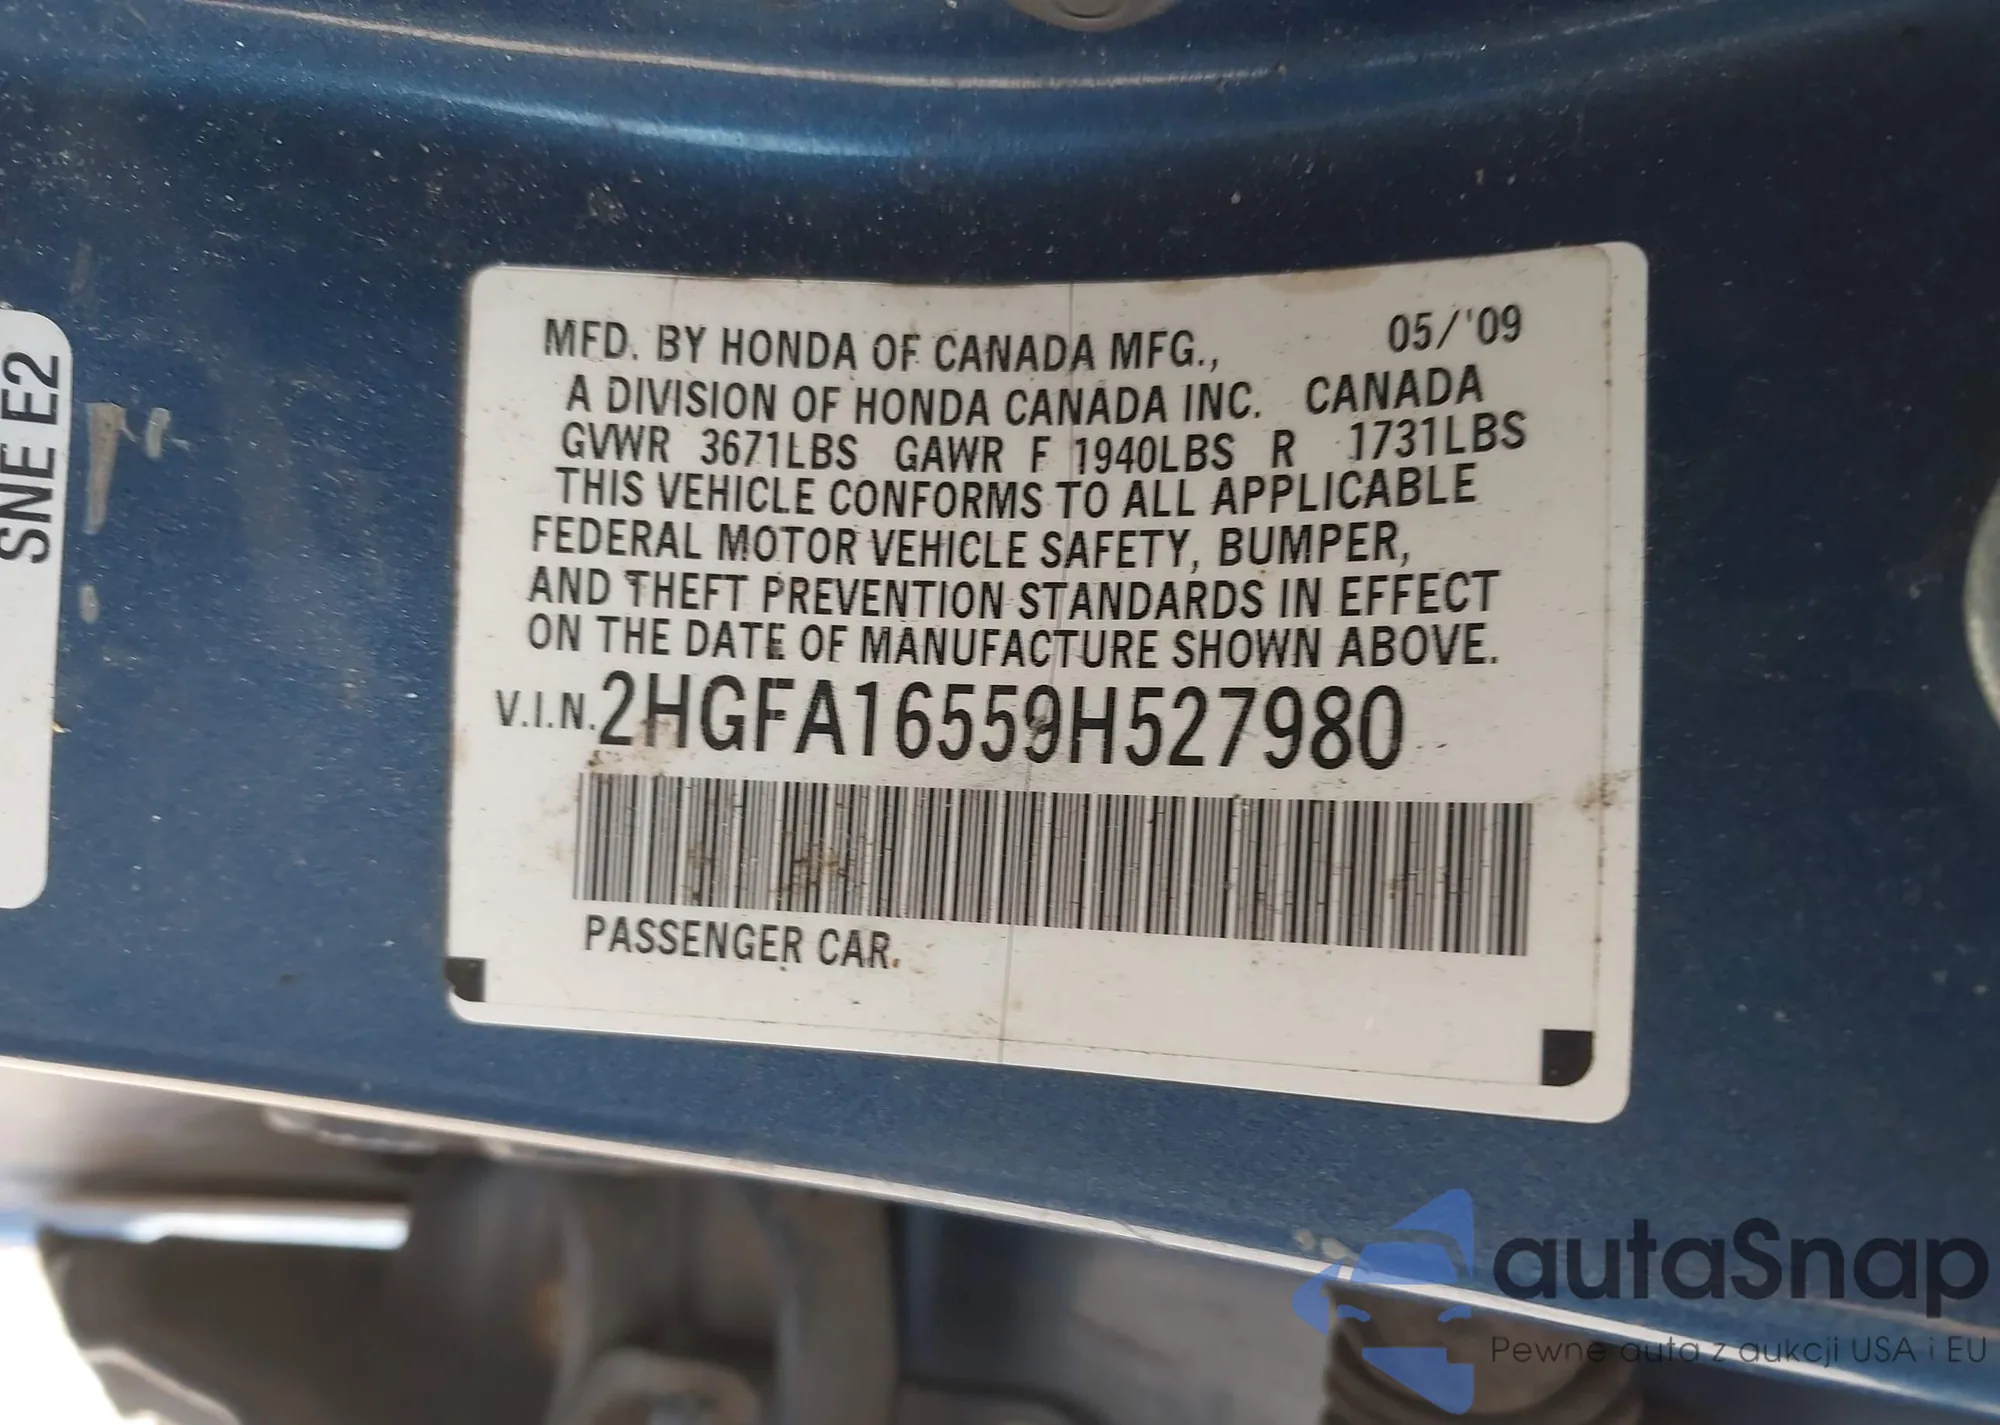 SNE E2
MFD. BY HONDA OF CANADA MFG., 05/'09
A DIVISION OF HONDA CANADA INC. CANADA
GVWR 3671LBS GAWR F 1940LBS R 1731LBS
THIS VEHICLE CONFORMS TO ALL APPLICABLE
FEDERAL MOTOR VEHICLE SAFETY, BUMPER,
AND THEFT PREVENTION STANDARDS IN EFFECT
ON THE DATE OF MANUFACTURE SHOWN ABOVE.
V.I.N. 2HGFA16559H527980
PASSENGER CAR.
autaSnap
Pewne auta z aukcji USA i EU